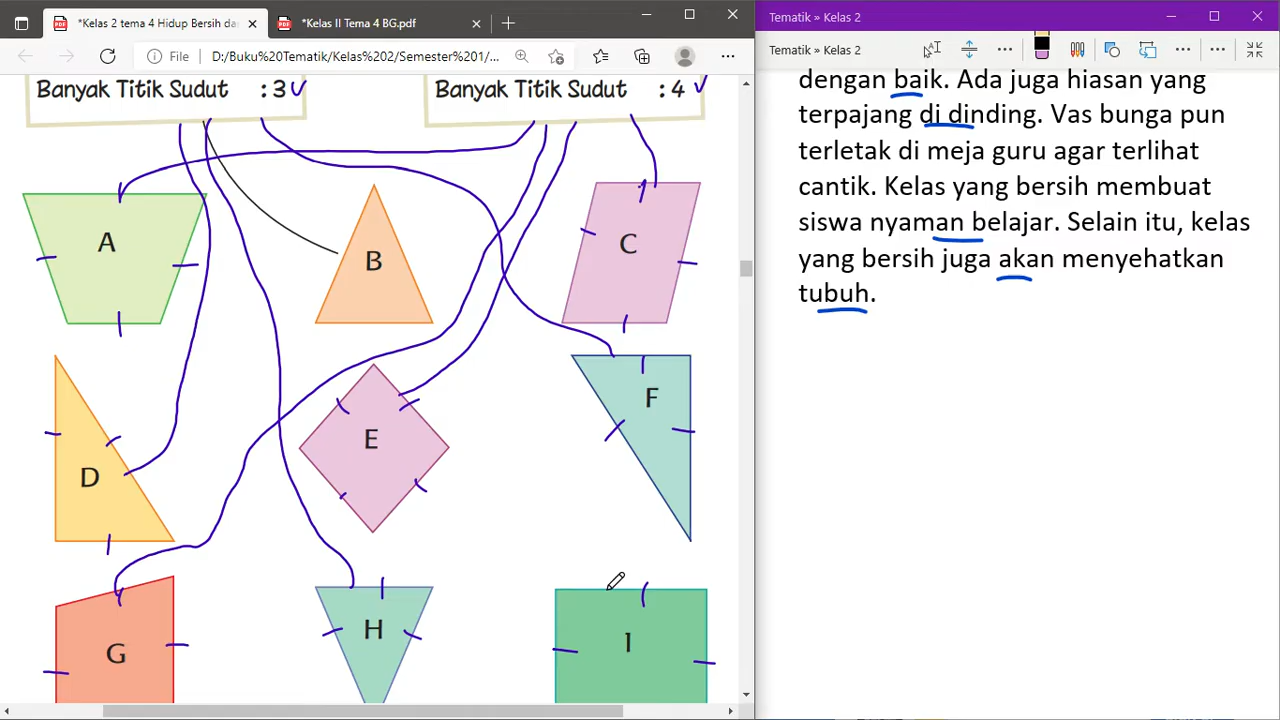 *Kelas 2 tema 4 Hidup Bersih da
*Kelas II Tema 4 BG.pdf
File
D:/Buku%20Tematik/Kelas%202/Semester%201/...
Banyak Titik Sudut : 3
Banyak Titik Sudut : 4
A
B
C
D
E
F
G
H
I
Tematik » Kelas 2
Tematik » Kelas 2
dengan baik. Ada juga hiasan yang
terpajang di dinding. Vas bunga pun
terletak di meja guru agar terlihat
cantik. Kelas yang bersih membuat
siswa nyaman belajar. Selain itu, kelas
yang bersih juga akan menyehatkan
tubuh.